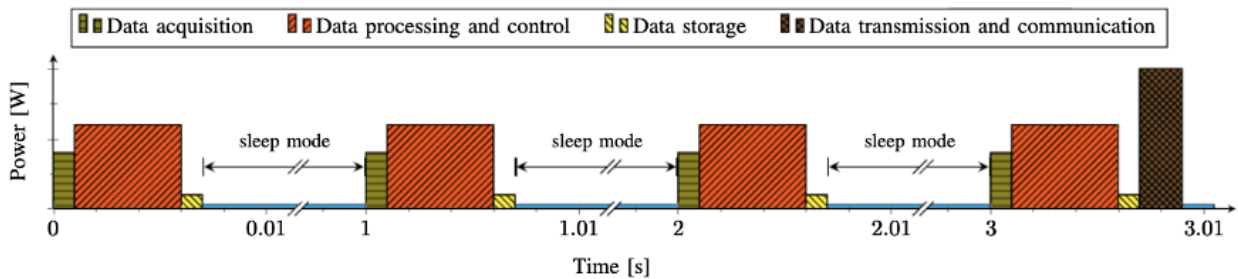 Data acquisition Data processing and control Data storage Data transmission and communication
Power [W]
sleep mode sleep mode sleep mode
0 0.01 1 1.01 2 2.01 3 3.01
Time [s]